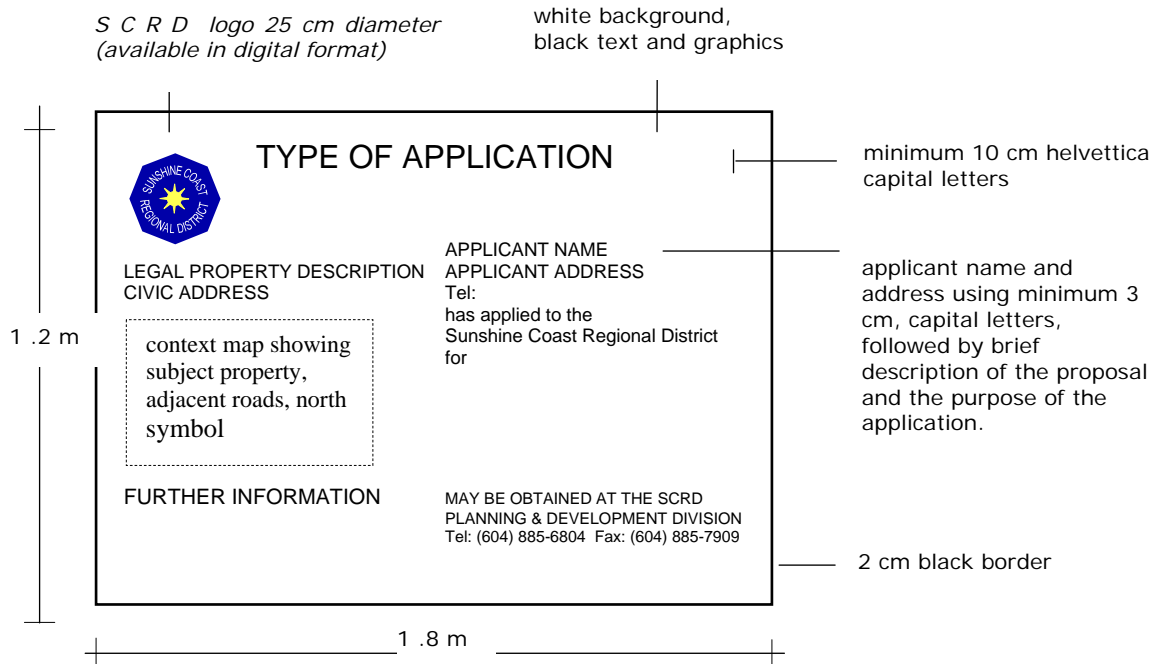 S C R D logo 25 cm diameter
(available in digital format)
white background,
black text and graphics
TYPE OF APPLICATION
SUNSHINE COAST
REGIONAL DISTRICT
minimum 10 cm helvettica
capital letters
LEGAL PROPERTY DESCRIPTION
CIVIC ADDRESS
APPLICANT NAME
APPLICANT ADDRESS
Tel:
has applied to the
Sunshine Coast Regional District
for
applicant name and
address using minimum 3
cm, capital letters,
followed by brief
description of the proposal
and the purpose of the
application.
1 .2 m
context map showing
subject property,
adjacent roads, north
symbol
FURTHER INFORMATION
MAY BE OBTAINED AT THE SCRD
PLANNING & DEVELOPMENT DIVISION
Tel: (604) 885-6804 Fax: (604) 885-7909
2 cm black border
1 .8 m